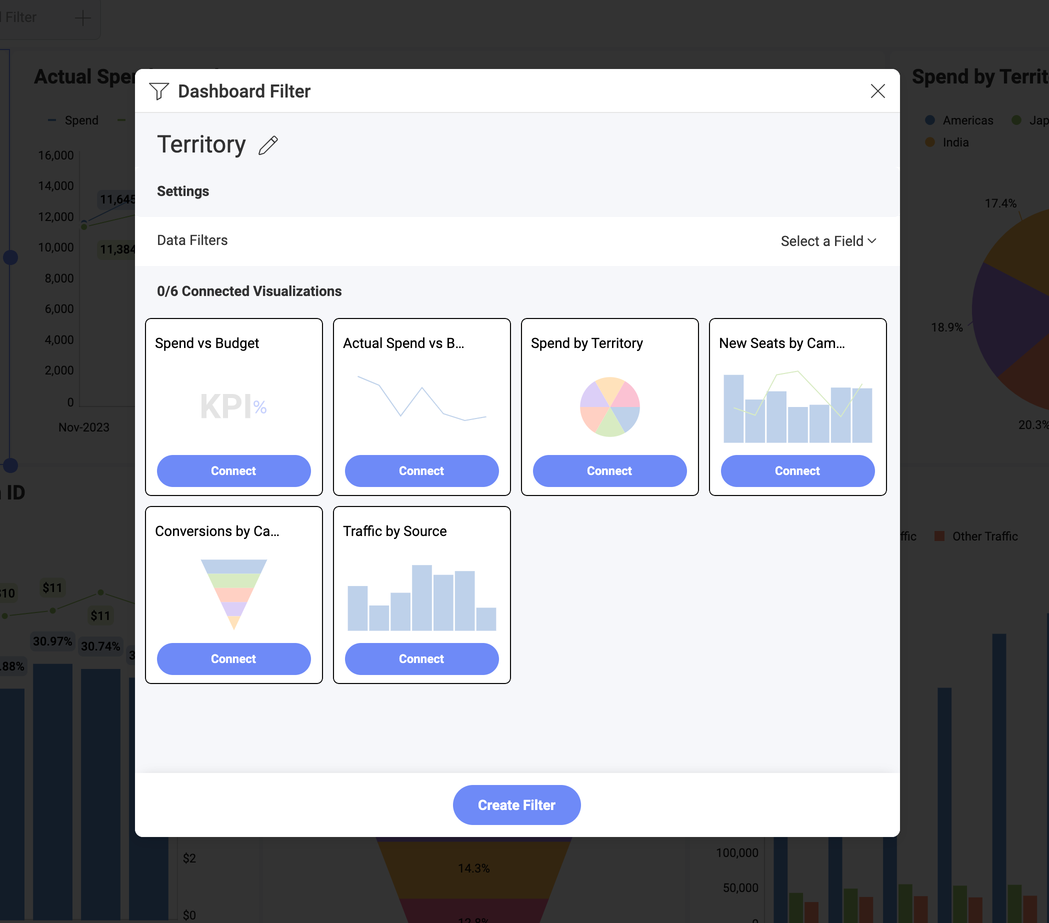 Filter
Actual Spe
Spend by Territ
Dashboard Filter
Spend
Americas
Jap
India
Territory
16,000
14,000
12,000
10,000
8,000
6,000
4,000
2,000
0
11,645
11,384
Nov-2023
17.4%
18.9%
20.3%
Settings
Data Filters
Select a Field
0/6 Connected Visualizations
Spend vs Budget
Actual Spend vs B...
Spend by Territory
New Seats by Cam...
KPI%
Connect
Connect
Connect
Connect
ID
Conversions by Ca...
Traffic by Source
ffic
Other Traffic
$10
$11
$11
30.97%
30.74%
.88%
3
Connect
Connect
Create Filter
$2
$0
14.3%
12.8%
100,000
50,000